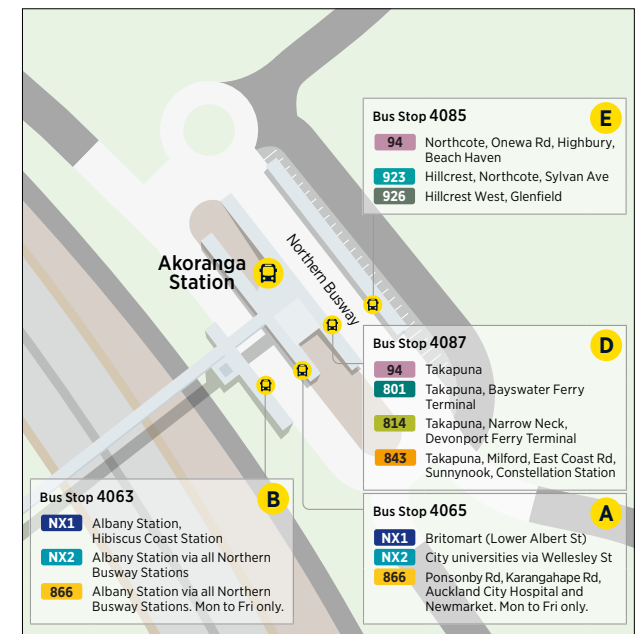 Bus Stop 4085
E
94 Northcote, Onewa Rd, Highbury,
Beach Haven
923 Hillcrest, Northcote, Sylvan Ave
926 Hillcrest West, Glenfield
Akoranga
Station
Northern Busway
Bus Stop 4087
D
94 Takapuna
801 Takapuna, Bayswater Ferry
Terminal
814 Takapuna, Narrow Neck,
Devonport Ferry Terminal
843 Takapuna, Milford, East Coast Rd,
Sunnynook, Constellation Station
Bus Stop 4063
B
NX1 Albany Station,
Hibiscus Coast Station
NX2 Albany Station via all Northern
Busway Stations
866 Albany Station via all Northern
Busway Stations. Mon to Fri only.
Bus Stop 4065
A
NX1 Britomart (Lower Albert St)
NX2 City universities via Wellesley St
866 Ponsonby Rd, Karangahape Rd,
Auckland City Hospital and
Newmarket. Mon to Fri only.